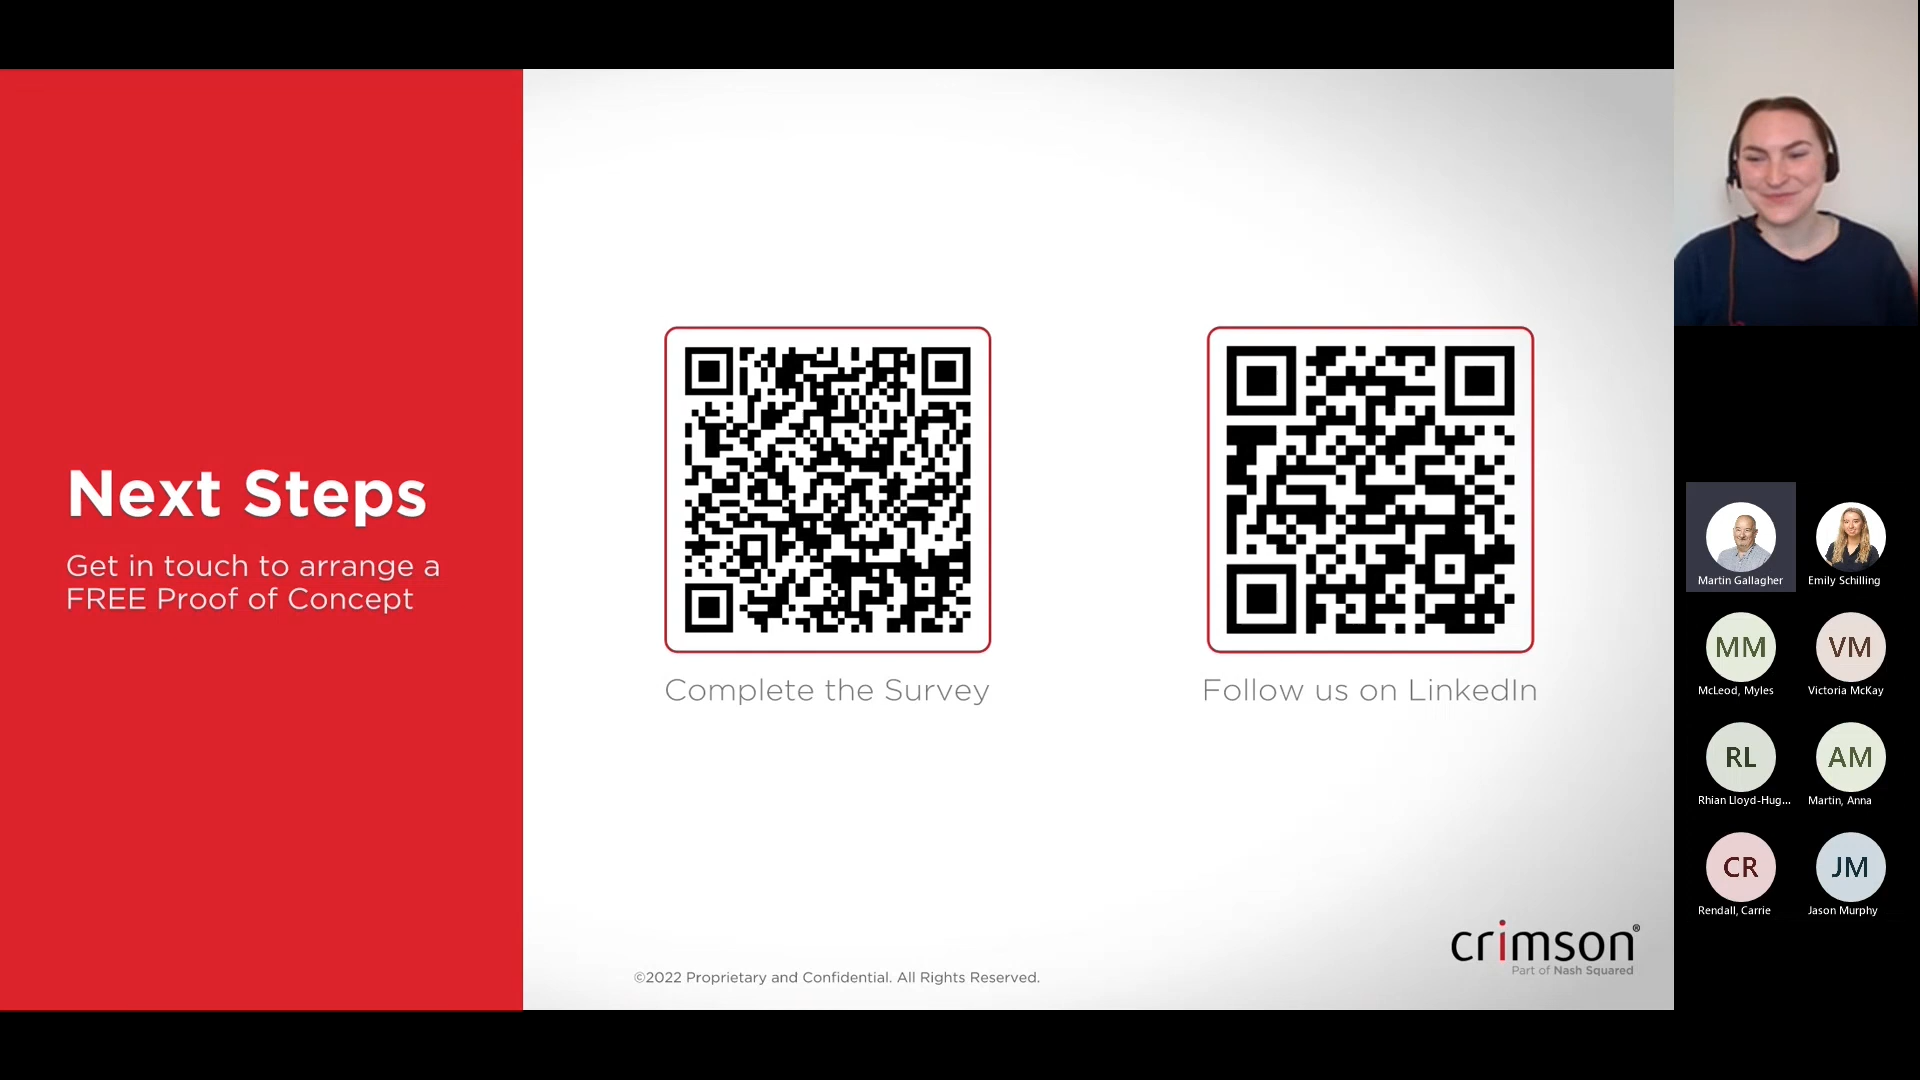 Next Steps
Get in touch to arrange a
FREE Proof of Concept
Complete the Survey
Follow us on LinkedIn
©2022 Proprietary and Confidential. All Rights Reserved.
crimson®
Part of Nash Squared
Martin Gallagher
Emily Schilling
MM
VM
McLeod, Myles
Victoria McKay
RL
AM
Rhian Lloyd-Hug...
Martin, Anna
CR
JM
Rendall, Carrie
Jason Murphy